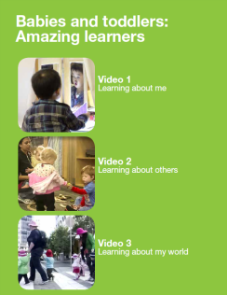 Babies and toddlers:
Amazing learners
Video 1
Learning about me
Video 2
Learning about others
Video 3
Learning about my world